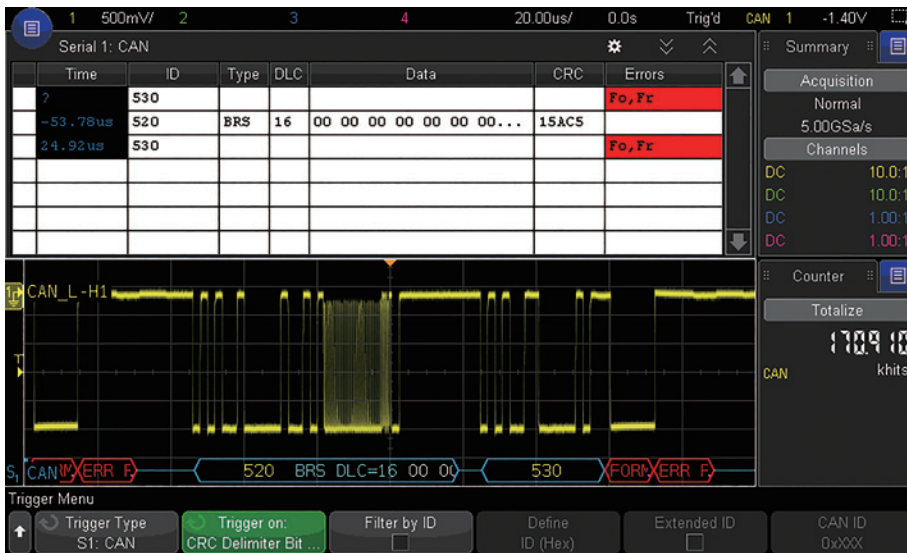 1 500mV/ 2 3 4 20.00us/ 0.0s Trig'd CAN 1 -1.40V
Serial 1: CAN
Time ID Type DLC Data CRC Errors
? 530 Fo,Fr
-53.78us 520 BRS 16 00 00 00 00 00 00 00... 15AC5
24.92us 530 Fo,Fr
Summary
Acquisition
Normal
5.00GSa/s
Channels
DC 10.0:1
DC 10.0:1
DC 1.00:1
DC 1.00:1
CAN_L-H1
T
Counter
Totalize
170.910
CAN khits
S1 CAN ERR F 520 BRS DLC=16 00 00 530 FORM ERR F
Trigger Menu
Trigger Type
S1: CAN
Trigger on:
CRC Delimiter Bit ...
Filter by ID
Define
ID (Hex)
Extended ID
CAN ID
0xXXX